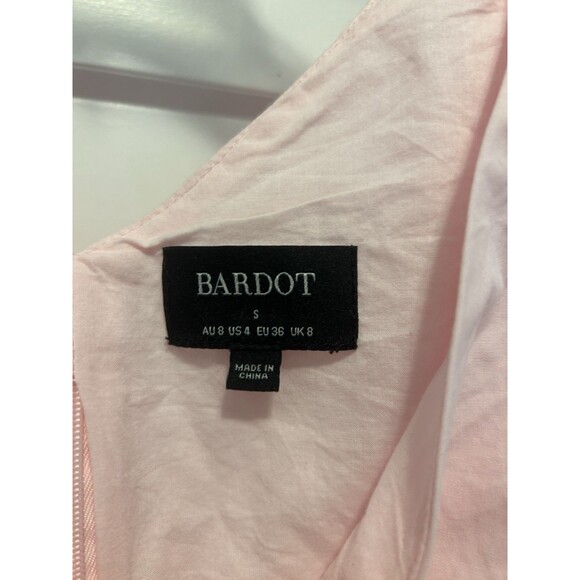 BARDOT
S
AU 8 US 4 EU 36 UK 8
MADE IN
CHINA